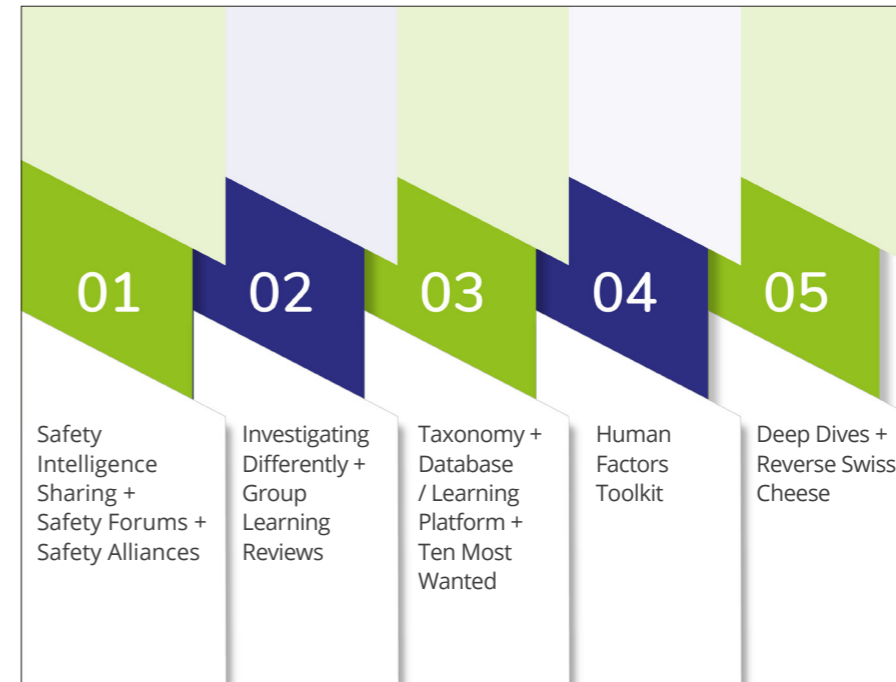 01
Safety
Intelligence
Sharing +
Safety Forums +
Safety Alliances
02
Investigating
Differently +
Group
Learning
Reviews
03
Taxonomy +
Database
/ Learning
Platform +
Ten Most
Wanted
04
Human
Factors
Toolkit
05
Deep Dives +
Reverse Swiss
Cheese